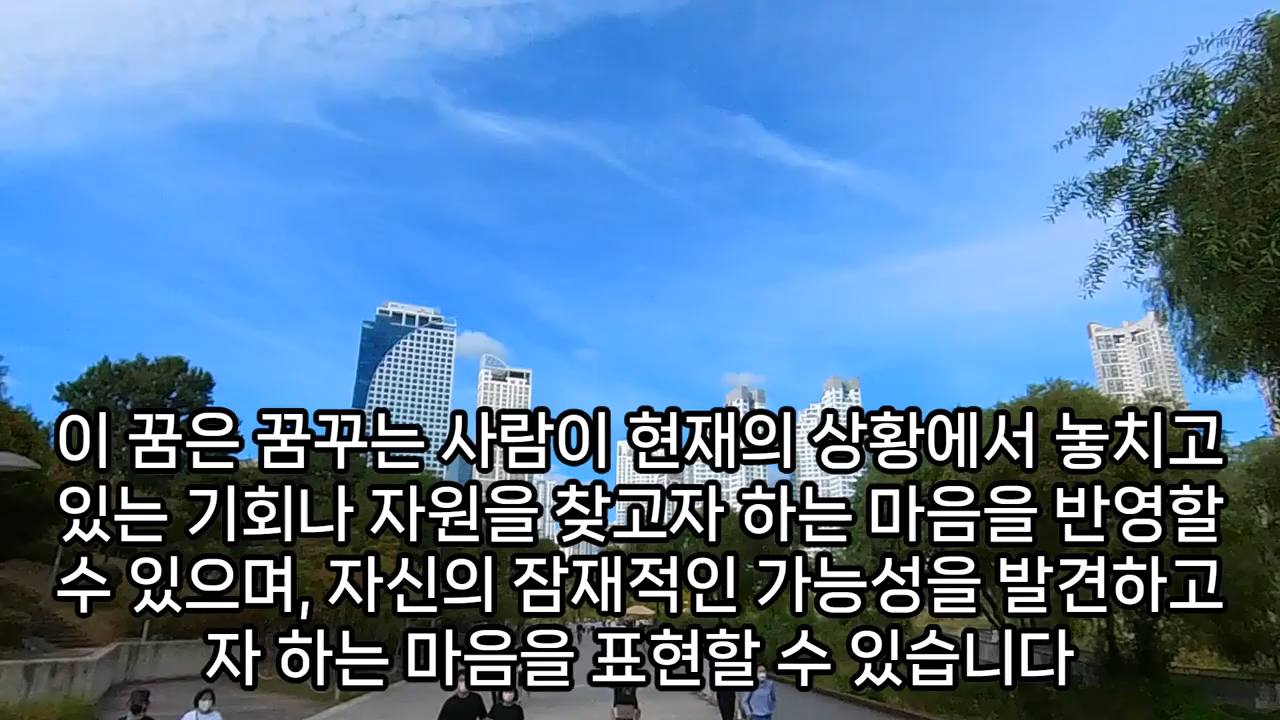 이 꿈은 꿈꾸는 사람이 현재의 상황에서 놓치고
있는 기회나 자원을 찾고자 하는 마음을 반영할
수 있으며, 자신의 잠재적인 가능성을 발견하고
자 하는 마음을 표현할 수 있습니다